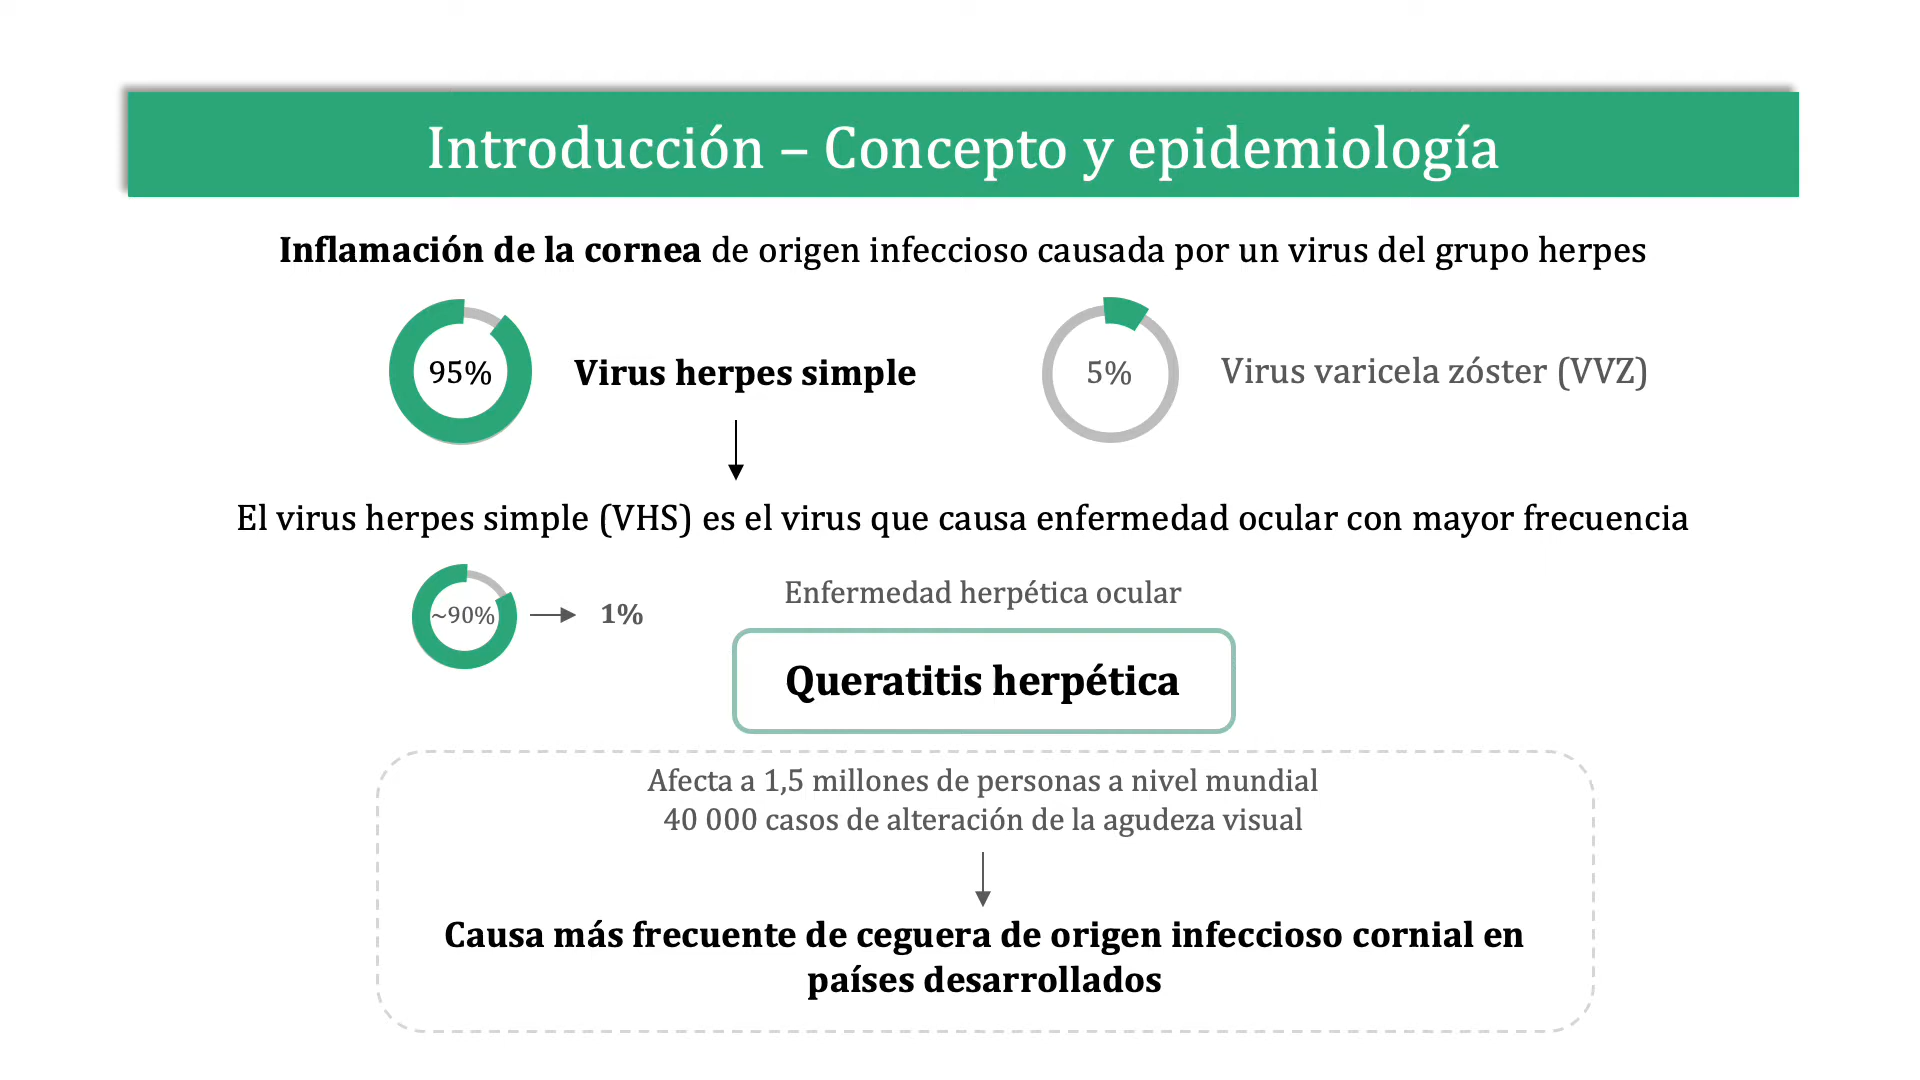 Introducción – Concepto y epidemiología
Inflamación de la cornea de origen infeccioso causada por un virus del grupo herpes
95%
Virus herpes simple
5%
Virus varicela zóster (VVZ)
El virus herpes simple (VHS) es el virus que causa enfermedad ocular con mayor frecuencia
~90%
1%
Enfermedad herpética ocular
Queratitis herpética
Afecta a 1,5 millones de personas a nivel mundial
40 000 casos de alteración de la agudeza visual
Causa más frecuente de ceguera de origen infeccioso cornial en
países desarrollados